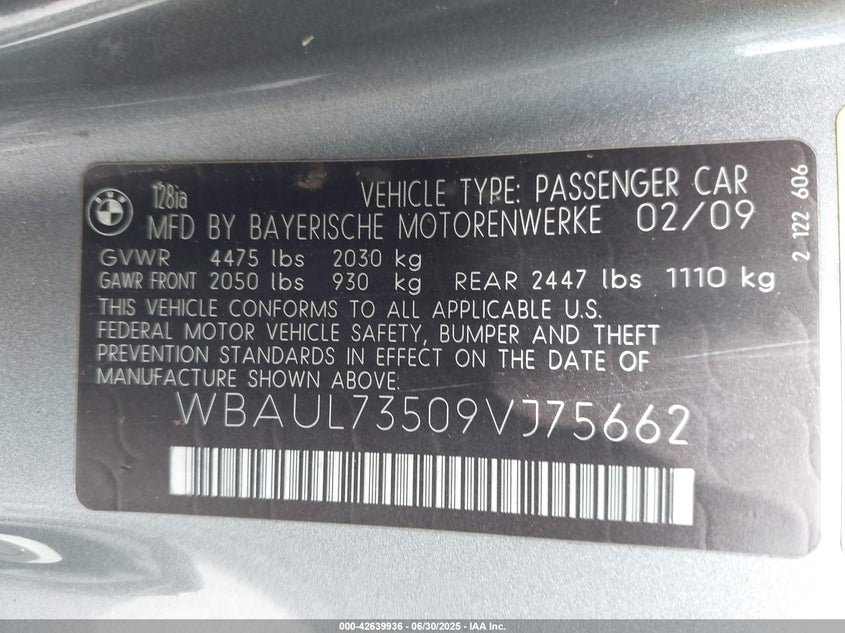 128ia VEHICLE TYPE: PASSENGER CAR
MFD BY BAYERISCHE MOTORENWERKE 02/09
GVWR 4475 lbs 2030 kg
GAWR FRONT 2050 lbs 930 kg REAR 2447 lbs 1110 kg
THIS VEHICLE CONFORMS TO ALL APPLICABLE U.S.
FEDERAL MOTOR VEHICLE SAFETY, BUMPER AND THEFT
PREVENTION STANDARDS IN EFFECT ON THE DATE OF
MANUFACTURE SHOWN ABOVE:
WBAUL73509VJ75662
2 122 606
BMW
000-42639936 - 06/30/2025 - IAA Inc.